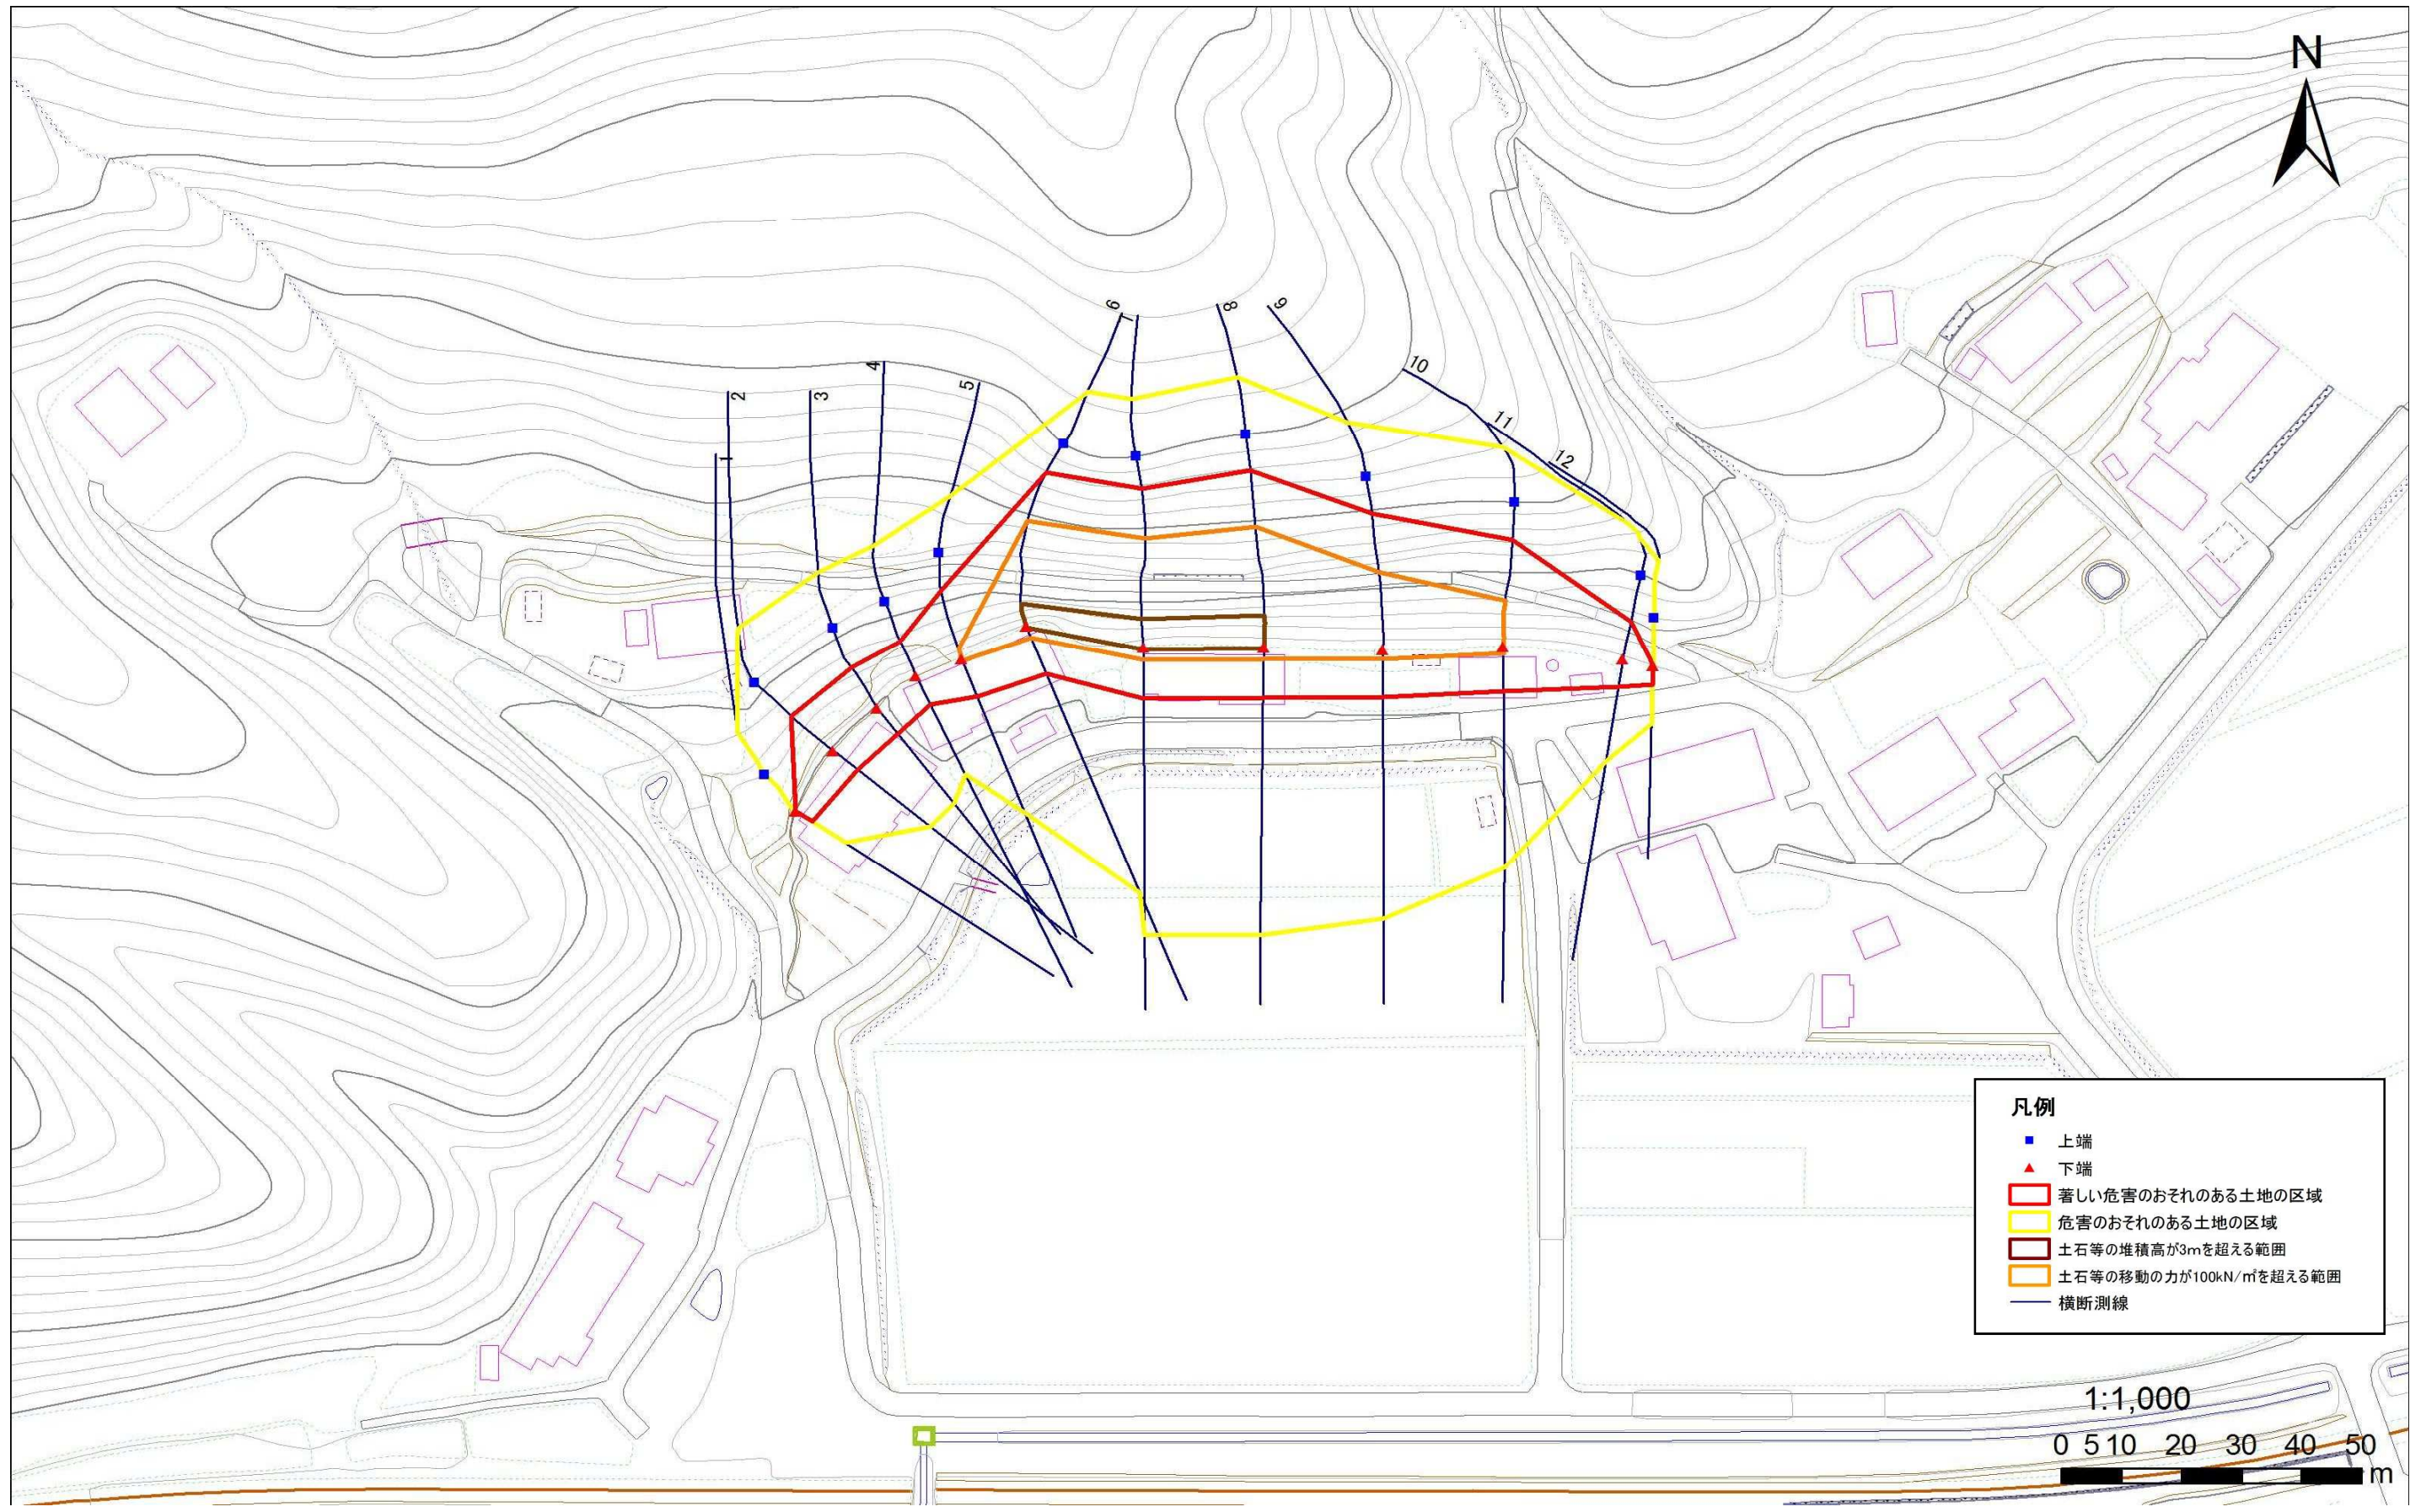 N
6
7
8
9
10
4
5
2
3
11
12
1
凡例
上端
下端
著しい危害のおそれのある土地の区域
危害のおそれのある土地の区域
土石等の堆積高が3mを超える範囲
土石等の移動の力が100kN/㎡を超える範囲
横断測線
1:1,000
0 5 10 20 30 40 50
m